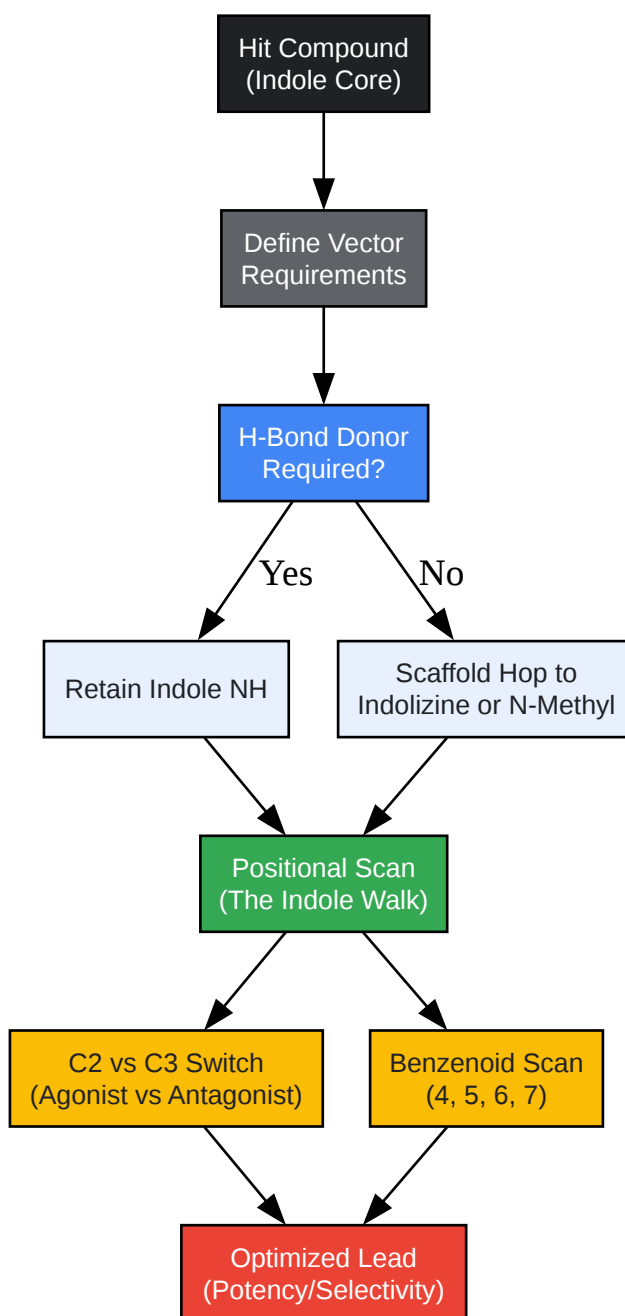 Hit Compound
(Indole Core)
Define Vector
Requirements
H-Bond Donor
Required?
Yes
No
Retain Indole NH
Scaffold Hop to
Indolizine or N-Methyl
Positional Scan
(The Indole Walk)
C2 vs C3 Switch
(Agonist vs Antagonist)
Benzenoid Scan
(4, 5, 6, 7)
Optimized Lead
(Potency/Selectivity)